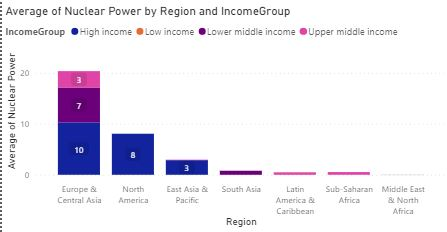 Average of Nuclear Power by Region and IncomeGroup
IncomeGroup High income Low income Lower middle income Upper middle income
Average of Nuclear Power
20
0
3
7
10
8
3
Europe &
Central Asia
North
America
East Asia &
Pacific
South Asia
Latin
America &
Caribbean
Sub-Saharan
Africa
Middle East
& North
Africa
Region